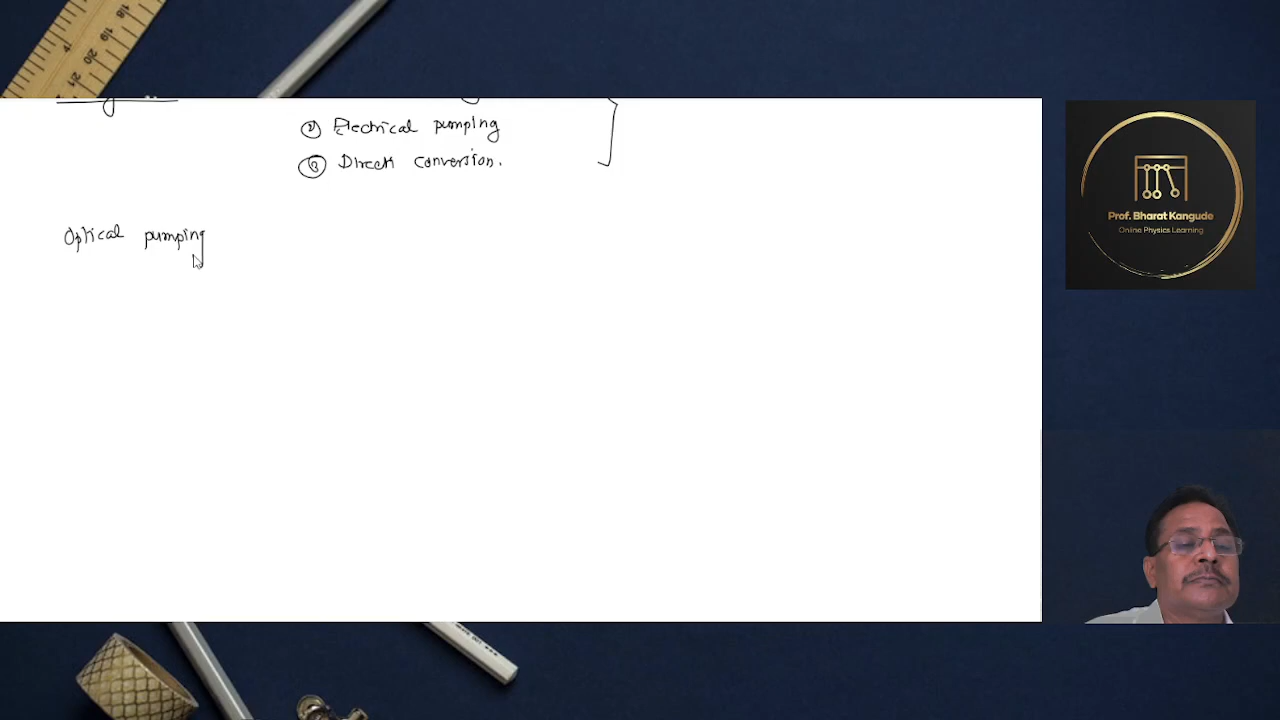 ② Electrical pumping
③ Direct conversion.
Optical pumping
Prof. Bharat Kangude
Online Physics Learning